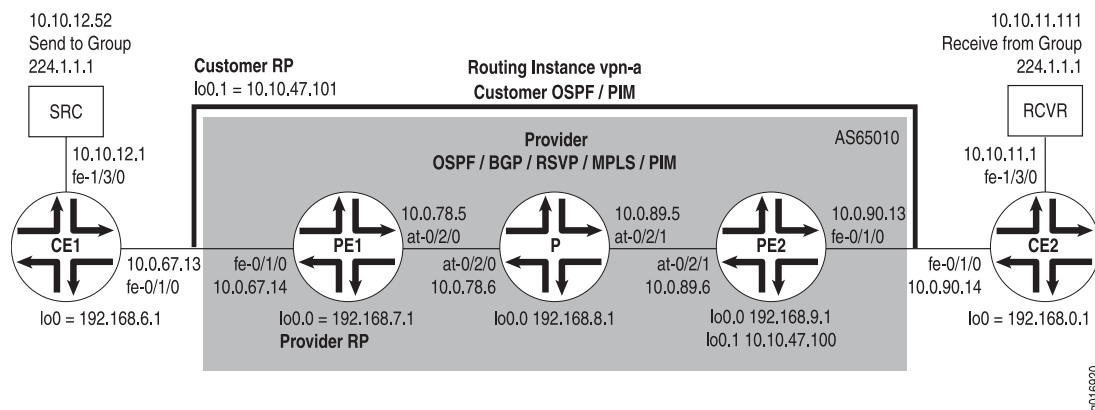 10.10.12.52
Send to Group
224.1.1.1
SRC
10.10.12.1
fe-1/3/0
CE1
10.0.67.13
fe-0/1/0
lo0 = 192.168.6.1
Customer RP
lo0.1 = 10.10.47.101
Routing Instance vpn-a
Customer OSPF / PIM
Provider
OSPF / BGP / RSVP / MPLS / PIM
AS65010
fe-0/1/0
10.0.67.14
PE1
lo0.0 = 192.168.7.1
Provider RP
10.0.78.5
at-0/2/0
at-0/2/0
10.0.78.6
P
lo0.0 192.168.8.1
10.0.89.5
at-0/2/1
at-0/2/1
10.0.89.6
PE2
lo0.0 192.168.9.1
lo0.1 10.10.47.100
10.0.90.13
fe-0/1/0
10.10.11.111
Receive from Group
224.1.1.1
RCVR
10.10.11.1
fe-1/3/0
fe-0/1/0
10.0.90.14
CE2
lo0 = 192.168.0.1
g016920